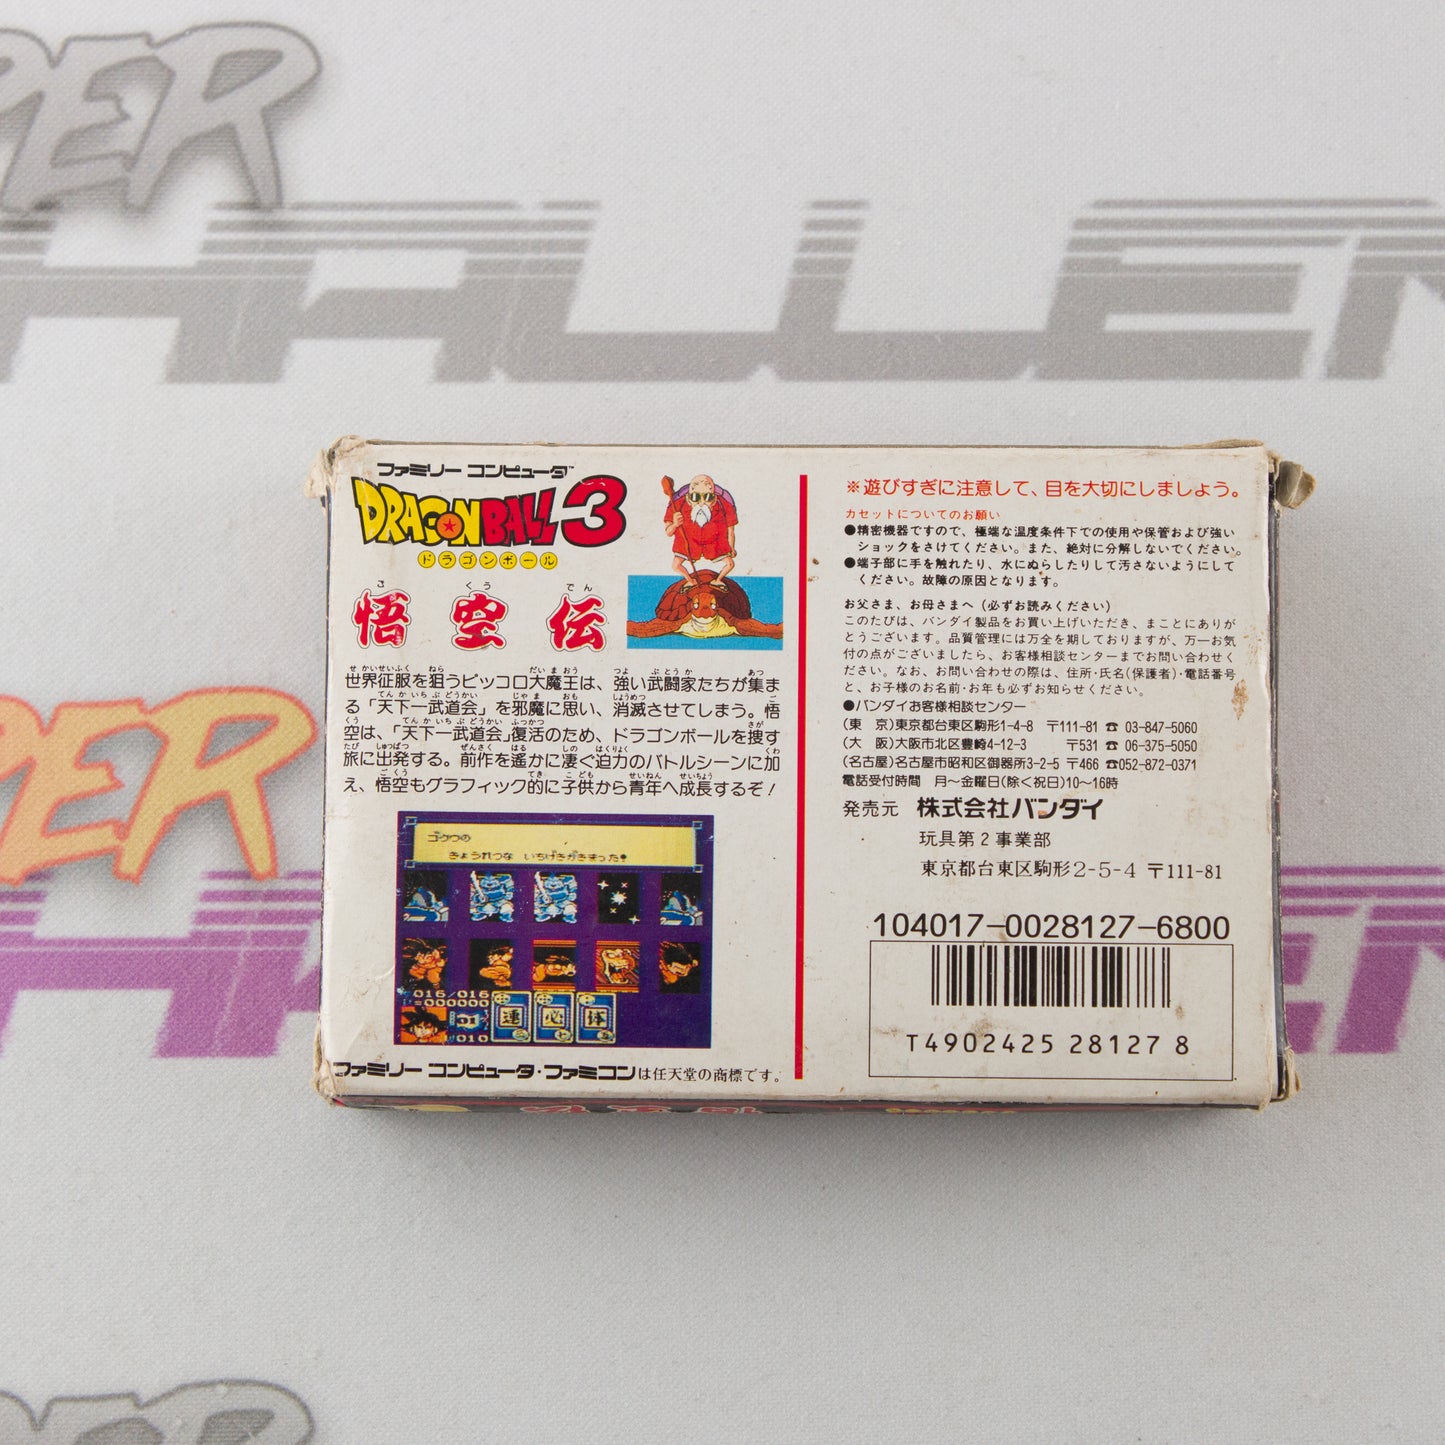 PER
HALLEN
ファミリー コンピュータ™
DRAGON BALL 3
ドラゴンボール
ご くう でん
悟空伝
世界征服を狙うピッコロ大魔王は、強い武闘家たちが集ま
る「天下一武道会」を邪魔に思い、消滅させてしまう。悟
空は、「天下一武道会」復活のため、ドラゴンボールを捜す
旅に出発する。前作を遙かに凌ぐ迫力のバトルシーンに加
え、悟空もグラフィック的に子供から青年へ成長するぞ！
ゴクウの
きょうれつな いちげきがきまった!
016/016
000000
01
010
連 心 体
ファミリー コンピュータ・ファミコンは任天堂の商標です。
※遊びすぎに注意して、目を大切にしましょう。
カセットについてのお願い
●精密機器ですので、極端な温度条件下での使用や保管および強い
ショックをさけてください。また、絶対に分解しないでください。
●端子部に手を触れたり、水にぬらしたりして汚さないようにして
ください。故障の原因となります。
お父さま、お母さまへ（必ずお読みください）
このたびは、バンダイ製品をお買い上げいただき、まことにありが
とうございます。品質管理には万全を期しておりますが、万一お気
付の点がございましたら、お客様相談センターまでお問い合わせく
ださい。なお、お問い合わせの際は、住所・氏名(保護者)・電話番号
と、お子様のお名前・お年も必ずお知らせください。
●バンダイお客様相談センター
(東　京)東京都台東区駒形1-4-8 〒111-81 ☎ 03-847-5060
(大　阪)大阪市北区豊崎4-12-3 〒531 ☎ 06-375-5050
(名古屋)名古屋市昭和区御器所3-2-5 〒466 ☎052-872-0371
電話受付時間　月～金曜日(除く祝日)10～16時
発売元 株式会社バンダイ
玩具第2事業部
東京都台東区駒形2-5-4 〒111-81
104017-0028127-6800
T4902425 28127 8
PER